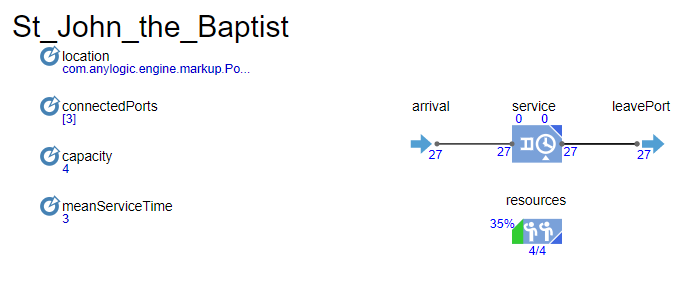 St_John_the_Baptist
location
com.anylogic.engine.markup.Po...
connectedPorts
[3]
capacity
4
meanServiceTime
3
arrival
service
leavePort
0 0
27
27
27
27
resources
35%
4/4